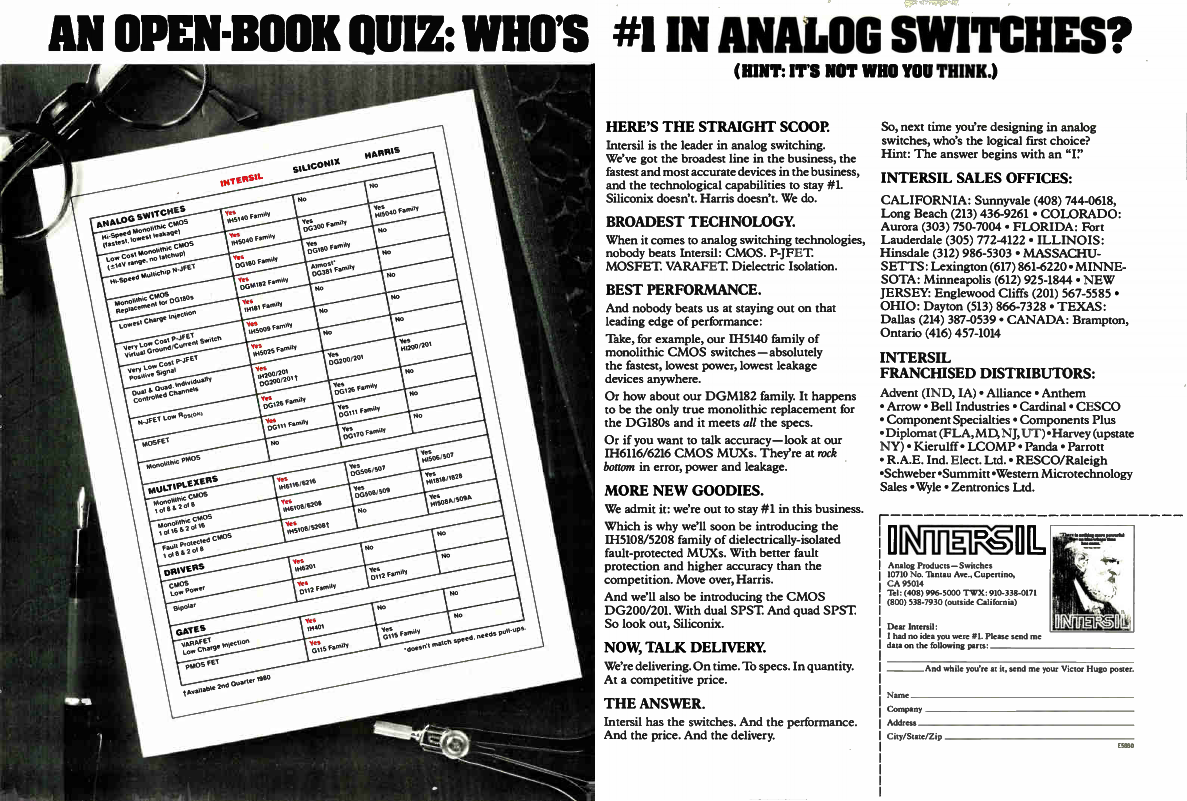 AN OPEN-BOOK QUIZ: WHO'S #1 IN ANALOG SWITCHES?
(HINT: IT'S NOT WHO YOU THINK.)
INTERSIL SILICONIX HARRIS
ANALOG SWITCHES
Hi-Speed Monolithic CMOS Yes No No
(fastest, lowest leakage) IH5140 Family
Low Cost Monolithic CMOS Yes Yes Yes
(±14V range, no latchup) IH5040 Family DG300 Family HI5040 Family
Hi-Speed Multichip N-JFET Yes Yes No
DG180 Family DG180 Family
Monolithic CMOS Yes Almost* No
Replacement for DG180s DGM182 Family DG381 Family
Lowest Charge Injection Yes No No
IH181 Family
Very Low Cost P-JFET Yes No No
Virtual Ground/Current Switch IH5009 Family
Very Low Cost P-JFET Yes No No
Positive Signal IH5025 Family
Dual & Quad, Individually Yes Yes Yes
Controlled Channels IH200/201 DG200/201 HI200/201
DG200/201†
N-JFET Low RDS(ON) Yes Yes No
DG126 Family DG126 Family
MOSFET Yes Yes No
DG111 Family DG111 Family
Monolithic PMOS No Yes No
DG170 Family
MULTIPLEXERS
Monolithic CMOS Yes Yes Yes
1 of 8 & 2 of 8 IH6116/6216 DG506/507 HI506/507
Monolithic CMOS Yes Yes Yes
1 of 16 & 2 of 16 IH6108/6208 DG508/509 HI1818/1828
Fault Protected CMOS Yes No Yes
1 of 8 & 2 of 8 IH5108/5208† HI508A/509A
DRIVERS
CMOS Yes No No
Low Power IH6201
Bipolar Yes Yes No
D112 Family D112 Family
GATES
VARAFET Yes No No
Low Charge Injection IH401
PMOS FET Yes Yes No
G115 Family G115 Family
*doesn't match speed, needs pull-ups.
†Available 2nd Quarter 1980
HERE'S THE STRAIGHT SCOOP.
Intersil is the leader in analog switching.
We've got the broadest line in the business, the
fastest and most accurate devices in the business,
and the technological capabilities to stay #1.
Siliconix doesn't. Harris doesn't. We do.
BROADEST TECHNOLOGY.
When it comes to analog switching technologies,
nobody beats Intersil: CMOS. P-JFET.
MOSFET. VARAFET. Dielectric Isolation.
BEST PERFORMANCE.
And nobody beats us at staying out on that
leading edge of performance:
Take, for example, our IH5140 family of
monolithic CMOS switches—absolutely
the fastest, lowest power, lowest leakage
devices anywhere.
Or how about our DGM182 family. It happens
to be the only true monolithic replacement for
the DG180s and it meets all the specs.
Or if you want to talk accuracy—look at our
IH6116/6216 CMOS MUXs. They're at rock
bottom in error, power and leakage.
MORE NEW GOODIES.
We admit it: we're out to stay #1 in this business.
Which is why we'll soon be introducing the
IH5108/5208 family of dielectrically-isolated
fault-protected MUXs. With better fault
protection and higher accuracy than the
competition. Move over, Harris.
And we'll also be introducing the CMOS
DG200/201. With dual SPST. And quad SPST.
So look out, Siliconix.
NOW, TALK DELIVERY.
We're delivering. On time. To specs. In quantity.
At a competitive price.
THE ANSWER.
Intersil has the switches. And the performance.
And the price. And the delivery.
So, next time you're designing in analog
switches, who's the logical first choice?
Hint: The answer begins with an “I.”
INTERSIL SALES OFFICES:
CALIFORNIA: Sunnyvale (408) 744-0618,
Long Beach (213) 436-9261 • COLORADO:
Aurora (303) 750-7004 • FLORIDA: Fort
Lauderdale (305) 772-4122 • ILLINOIS:
Hinsdale (312) 986-5303 • MASSACHU-
SETTS: Lexington (617) 861-6220 • MINNE-
SOTA: Minneapolis (612) 925-1844 • NEW
JERSEY: Englewood Cliffs (201) 567-5585 •
OHIO: Dayton (513) 866-7328 • TEXAS:
Dallas (214) 387-0539 • CANADA: Brampton,
Ontario (416) 457-1014
INTERSIL
FRANCHISED DISTRIBUTORS:
Advent (IND, IA) • Alliance • Anthem
• Arrow • Bell Industries • Cardinal • CESCO
• Component Specialties • Components Plus
• Diplomat (FLA, MD, NJ, UT) • Harvey (upstate
NY) • Kierulff • LCOMP • Panda • Parrott
• R.A.E. Ind. Elect. Ltd. • RESCO/Raleigh
•Schweber •Summitt •Western Microtechnology
Sales • Wyle • Zentronics Ltd.
INTERSIL
Analog Products—Switches
10710 No. Tantau Ave., Cupertino,
CA 95014
Tel: (408) 996-5000 TWX: 910-338-0171
(800) 538-7930 (outside California)
INTERSIL
Dear Intersil:
I had no idea you were #1. Please send me
data on the following parts:
And while you're at it, send me your Victor Hugo poster.
Name
Company
Address
City/State/Zip